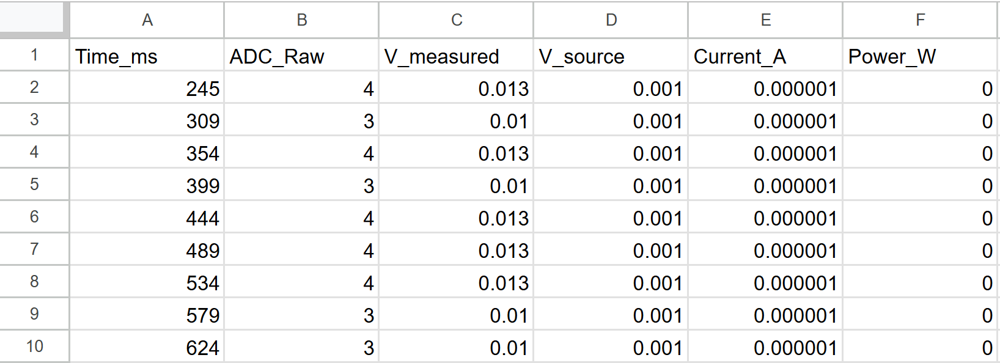 A B C D E F
1 Time_ms ADC_Raw V_measured V_source Current_A Power_W
2 245 4 0.013 0.001 0.000001 0
3 309 3 0.01 0.001 0.000001 0
4 354 4 0.013 0.001 0.000001 0
5 399 3 0.01 0.001 0.000001 0
6 444 4 0.013 0.001 0.000001 0
7 489 4 0.013 0.001 0.000001 0
8 534 4 0.013 0.001 0.000001 0
9 579 3 0.01 0.001 0.000001 0
10 624 3 0.01 0.001 0.000001 0